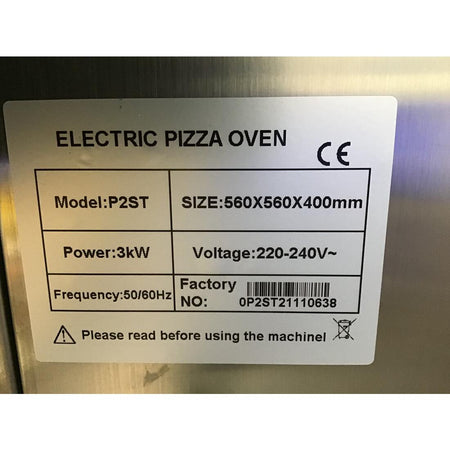 ELECTRIC PIZZA OVEN
CE
Model:P2ST
SIZE:560X560X400mm
Power:3kW
Voltage:220-240V~
Frequency:50/60Hz
Factory
NO:
0P2ST21110638
Please read before using the machinel